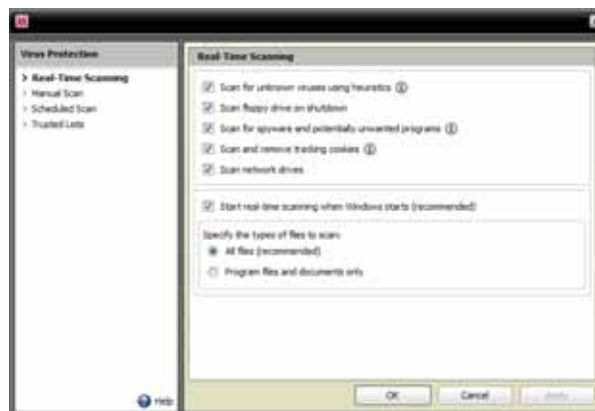 Virus Protection
> Real-Time Scanning
> Manual Scan
> Scheduled Scan
> Trusted Lists
Help
Real-Time Scanning
Scan for unknown viruses using heuristics
Scan floppy drive on shutdown
Scan for spyware and potentially unwanted programs
Scan and remove tracking cookies
Scan network drives
Start real-time scanning when Windows starts (recommended)
Specify the types of files to scan:
All files (recommended)
Program files and documents only
OK
Cancel
Apply